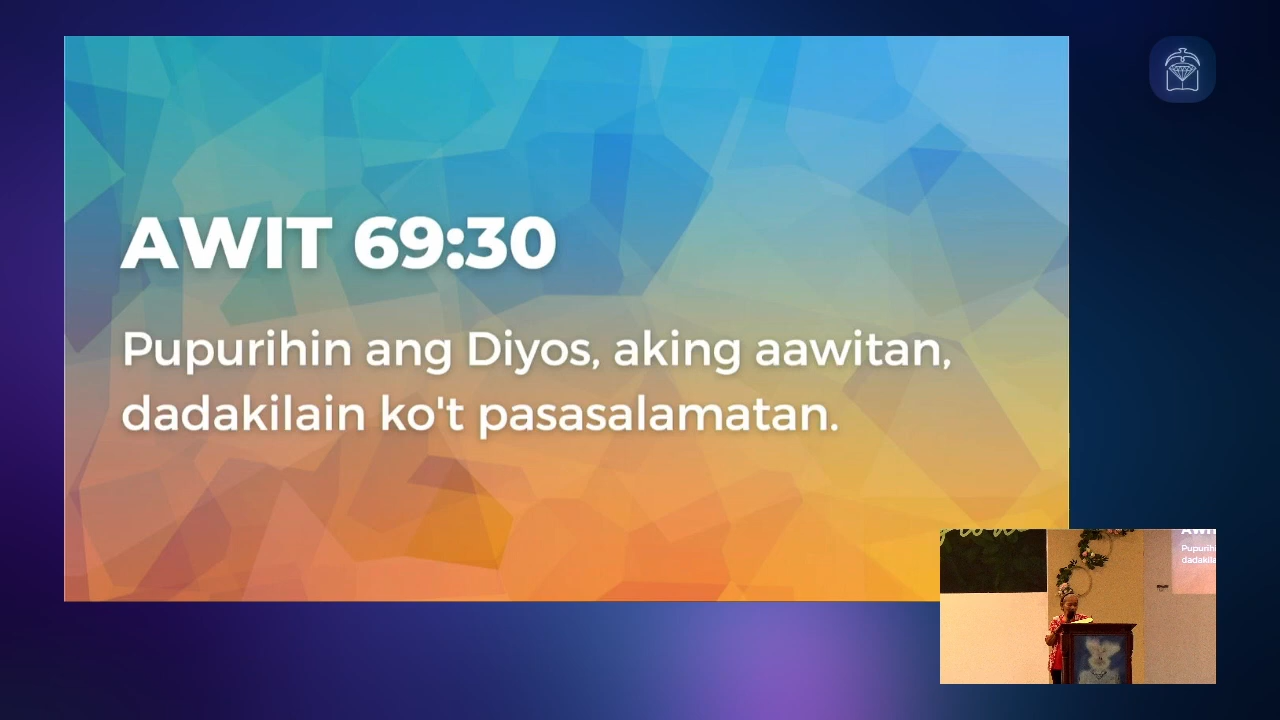 AWIT 69:30
Pupurihin ang Diyos, aking aawitan,
dadakilain ko't pasasalamatan.